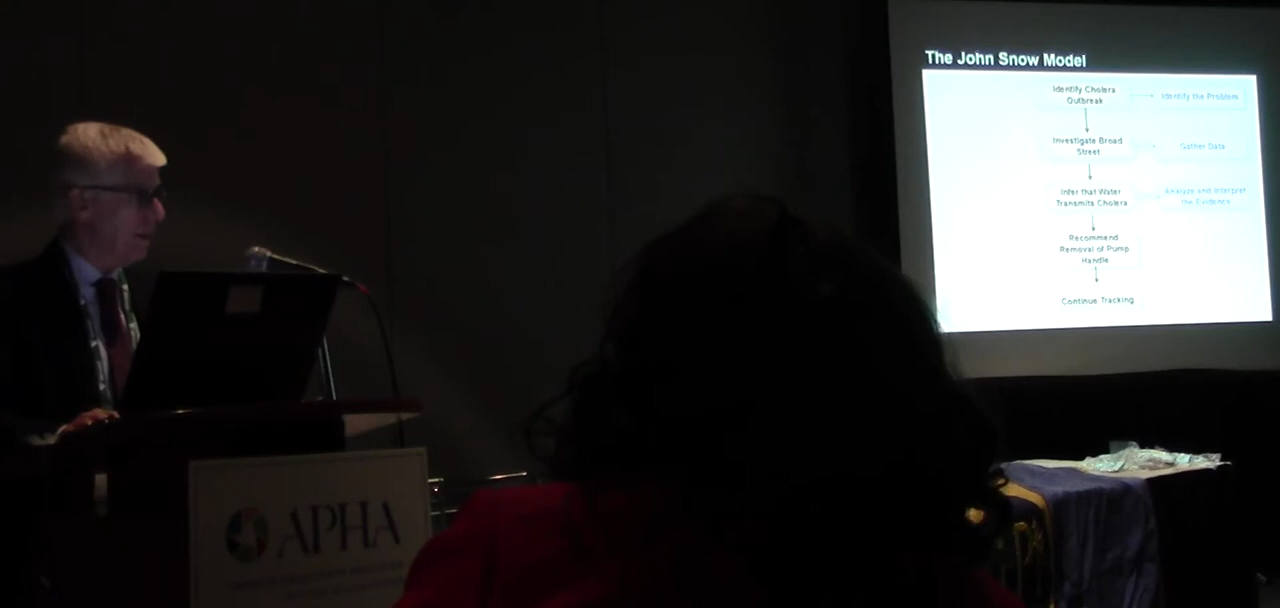 The John Snow Model
Identify Cholera
Outbreak
Identify the Problem
Investigate Broad
Street
Gather Data
Infer that Water
Transmits Cholera
Analyze and Interpret
the Evidence
Recommend
Removal of Pump
Handle
Continue Tracking
APHA